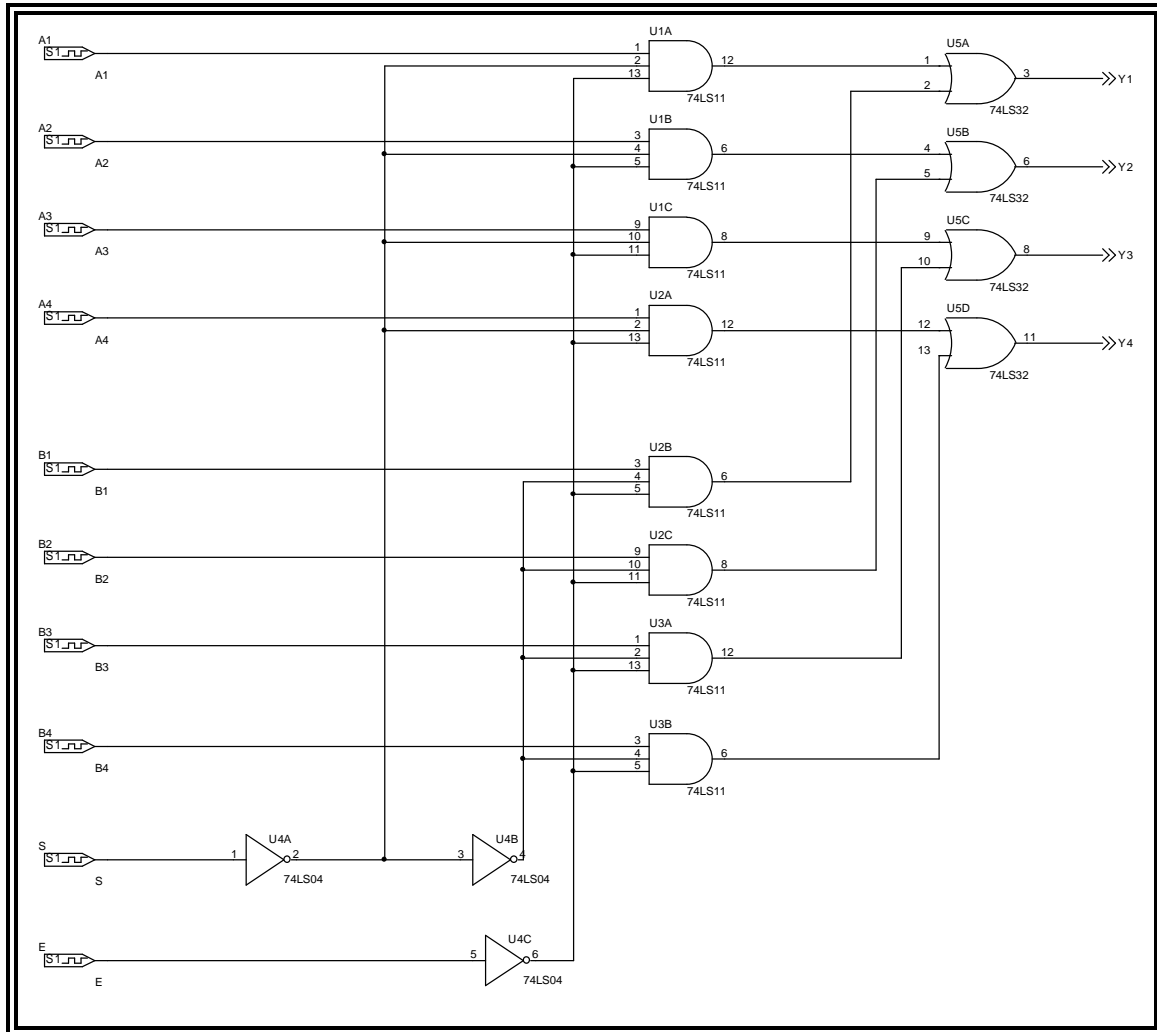 A1
S1
A1
U1A
1
2
13
12
74LS11
U5A
1
2
3
74LS32
Y1
A2
S1
A2
U1B
3
4
5
6
74LS11
U5B
4
5
6
74LS32
Y2
A3
S1
A3
U1C
9
10
11
8
74LS11
U5C
9
10
8
74LS32
Y3
A4
S1
A4
U2A
1
2
13
12
74LS11
U5D
12
13
11
74LS32
Y4
B1
S1
B1
U2B
3
4
5
6
74LS11
B2
S1
B2
U2C
9
10
11
8
74LS11
B3
S1
B3
U3A
1
2
13
12
74LS11
B4
S1
B4
U3B
3
4
5
6
74LS11
S
S1
S
U4A
1
2
74LS04
U4B
3
4
74LS04
E
S1
E
U4C
5
6
74LS04